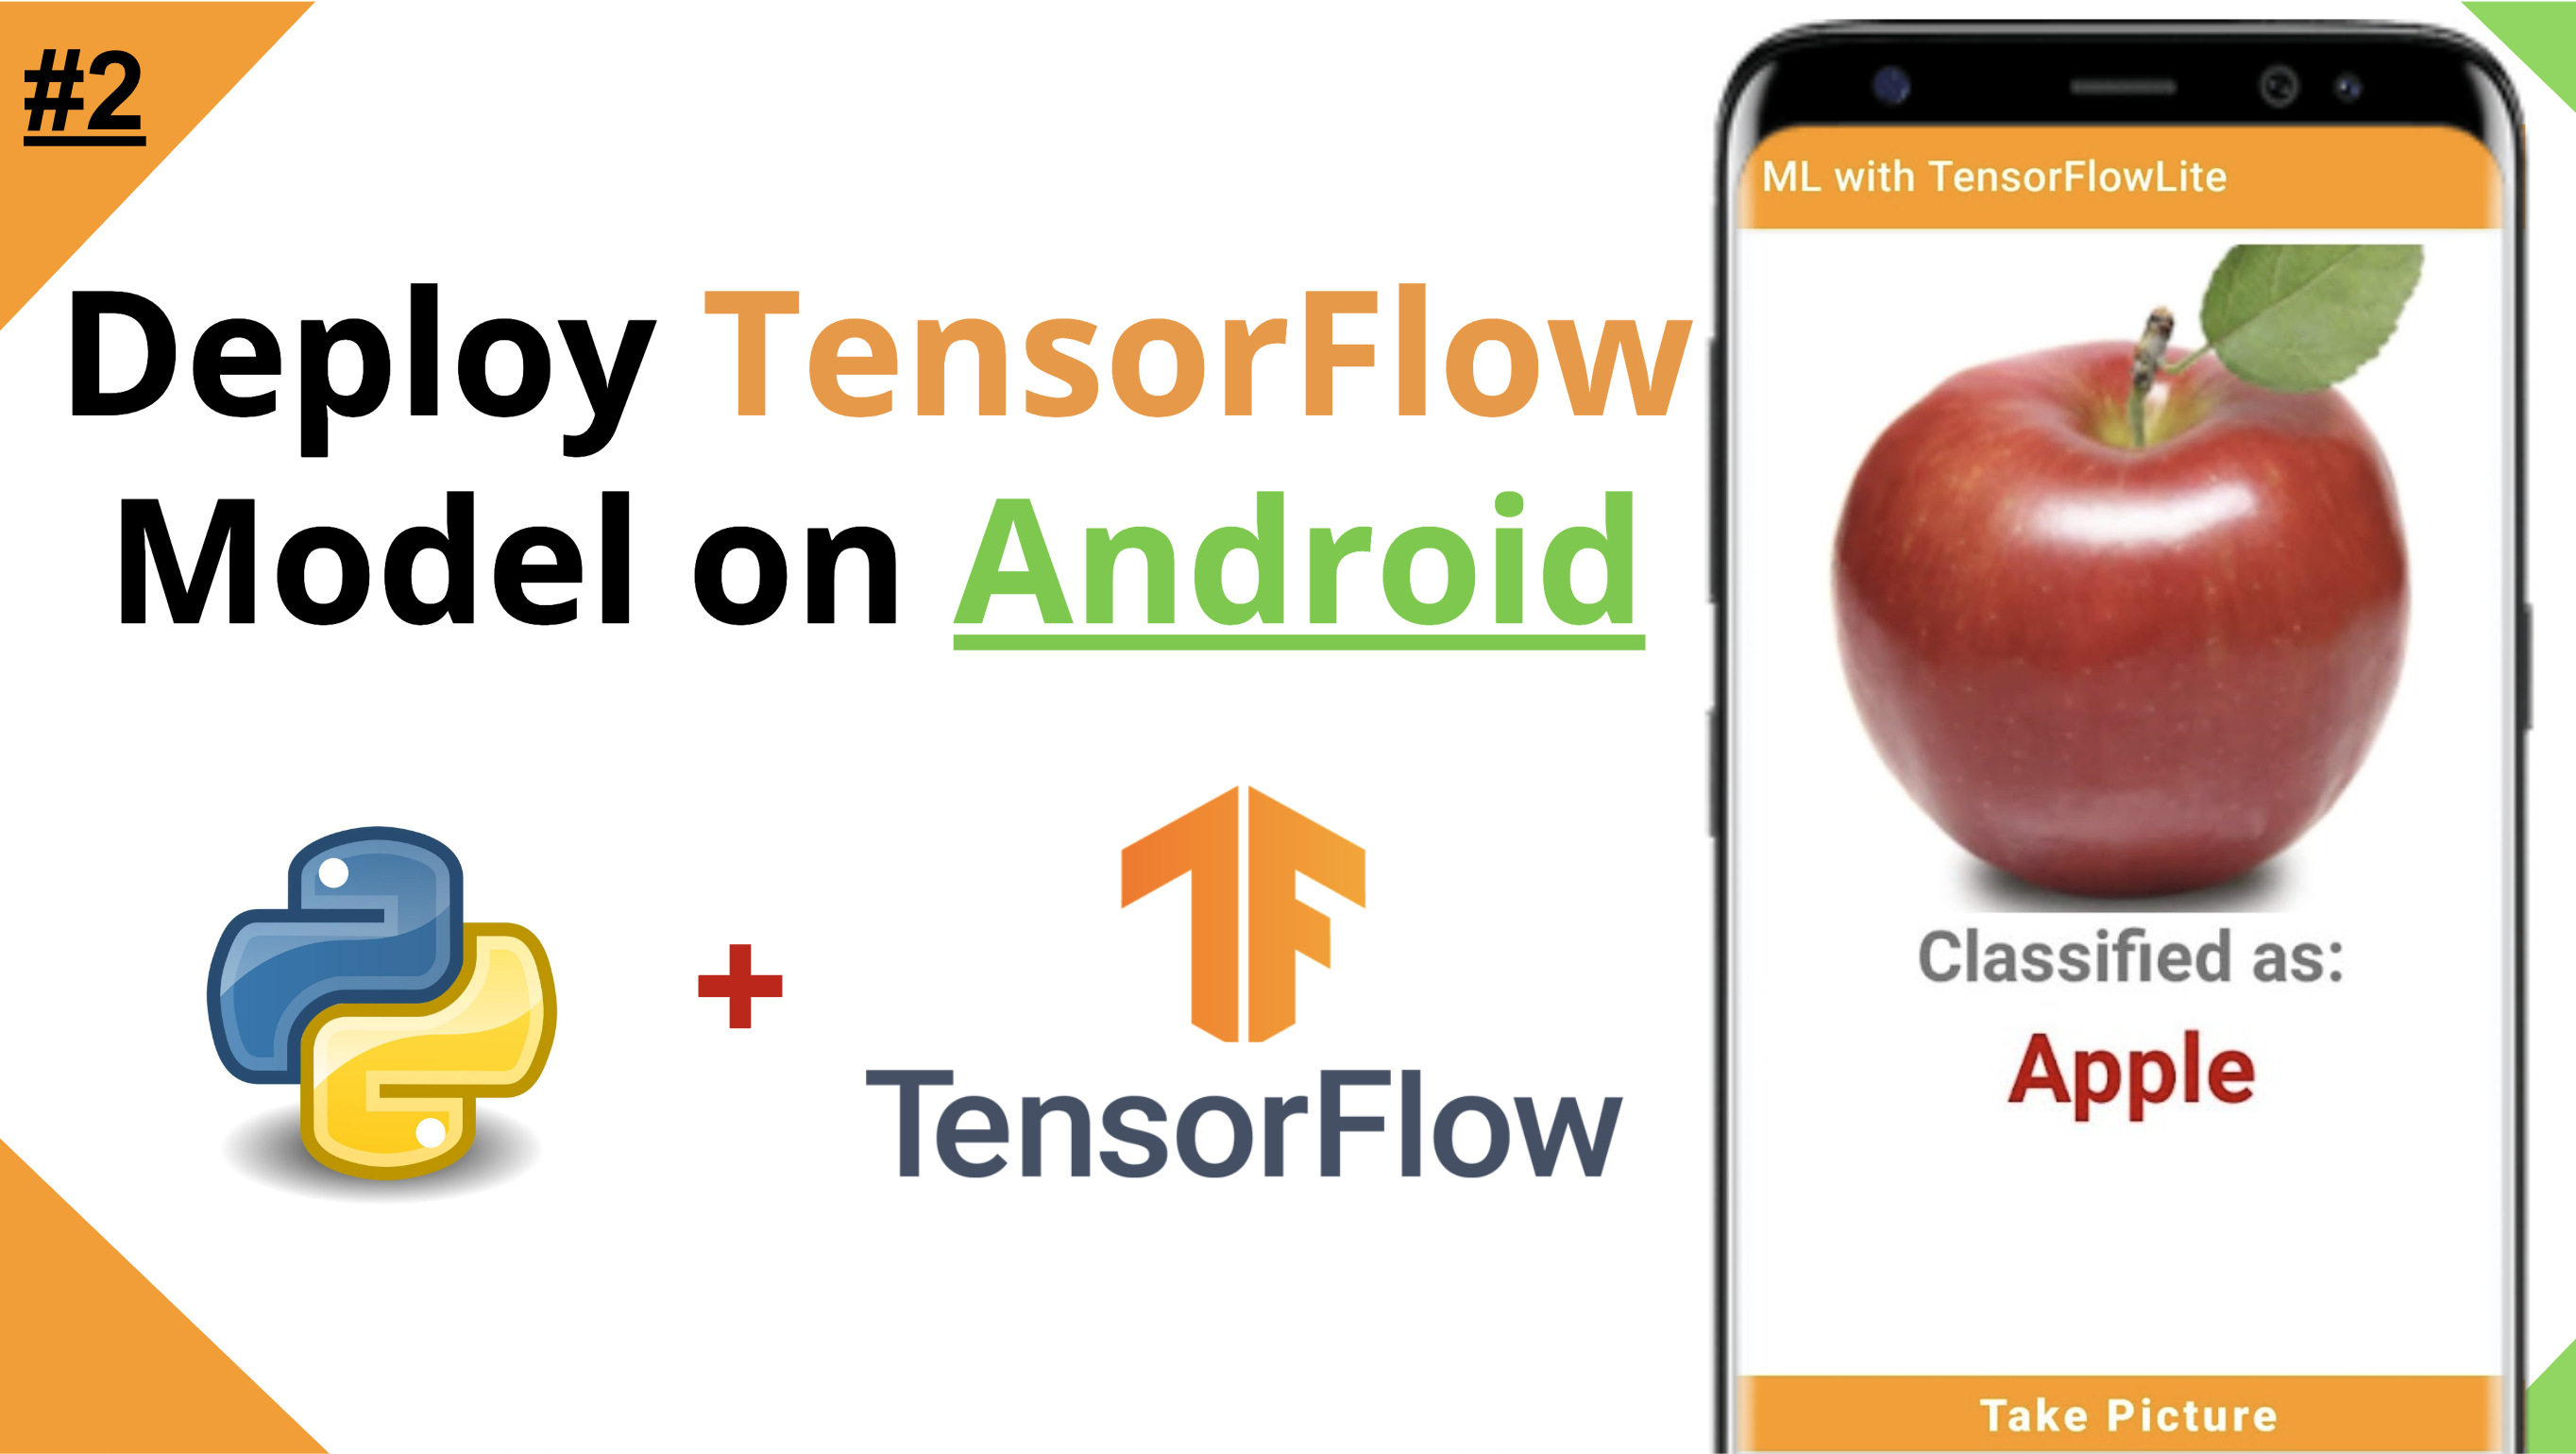 #2
Deploy TensorFlow
Model on Android
+
TensorFlow
ML with TensorFlowLite
Classified as:
Apple
Take Picture